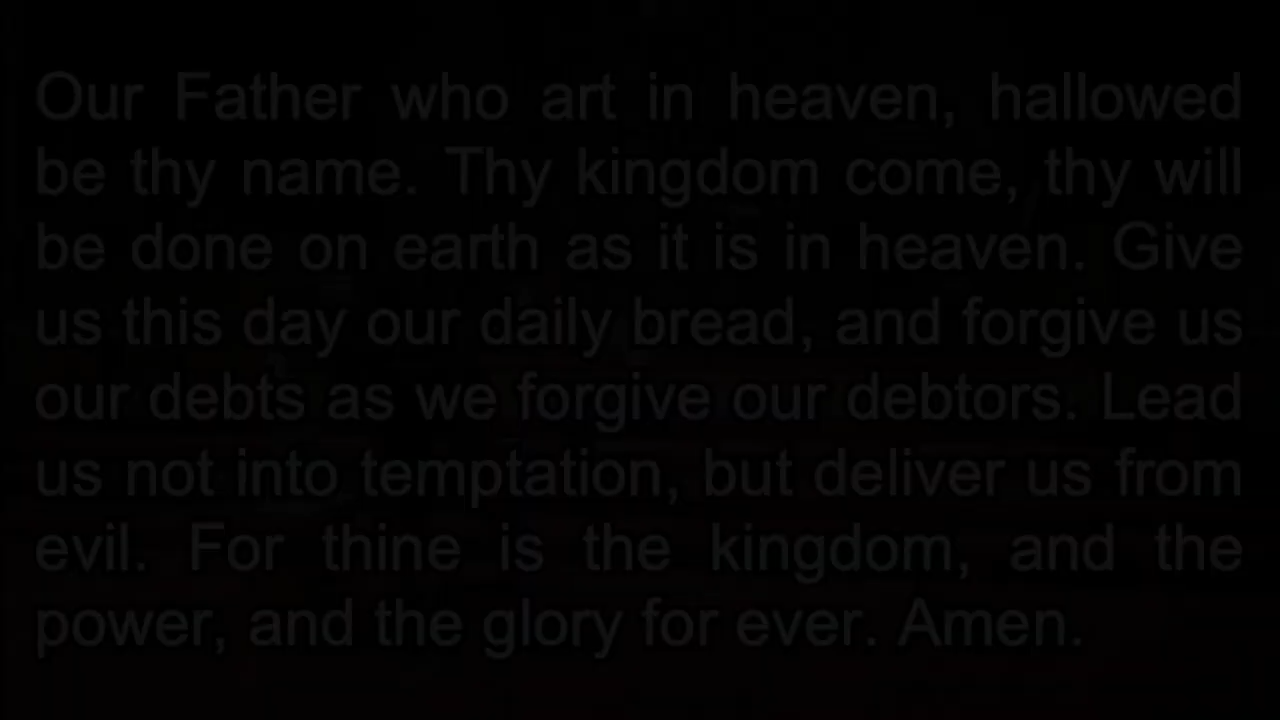 Our Father who art in heaven, hallowed
be thy name. Thy kingdom come, thy will
be done on earth as it is in heaven. Give
us this day our daily bread, and forgive us
our debts as we forgive our debtors. Lead
us not into temptation, but deliver us from
evil. For thine is the kingdom, and the
power, and the glory for ever. Amen.